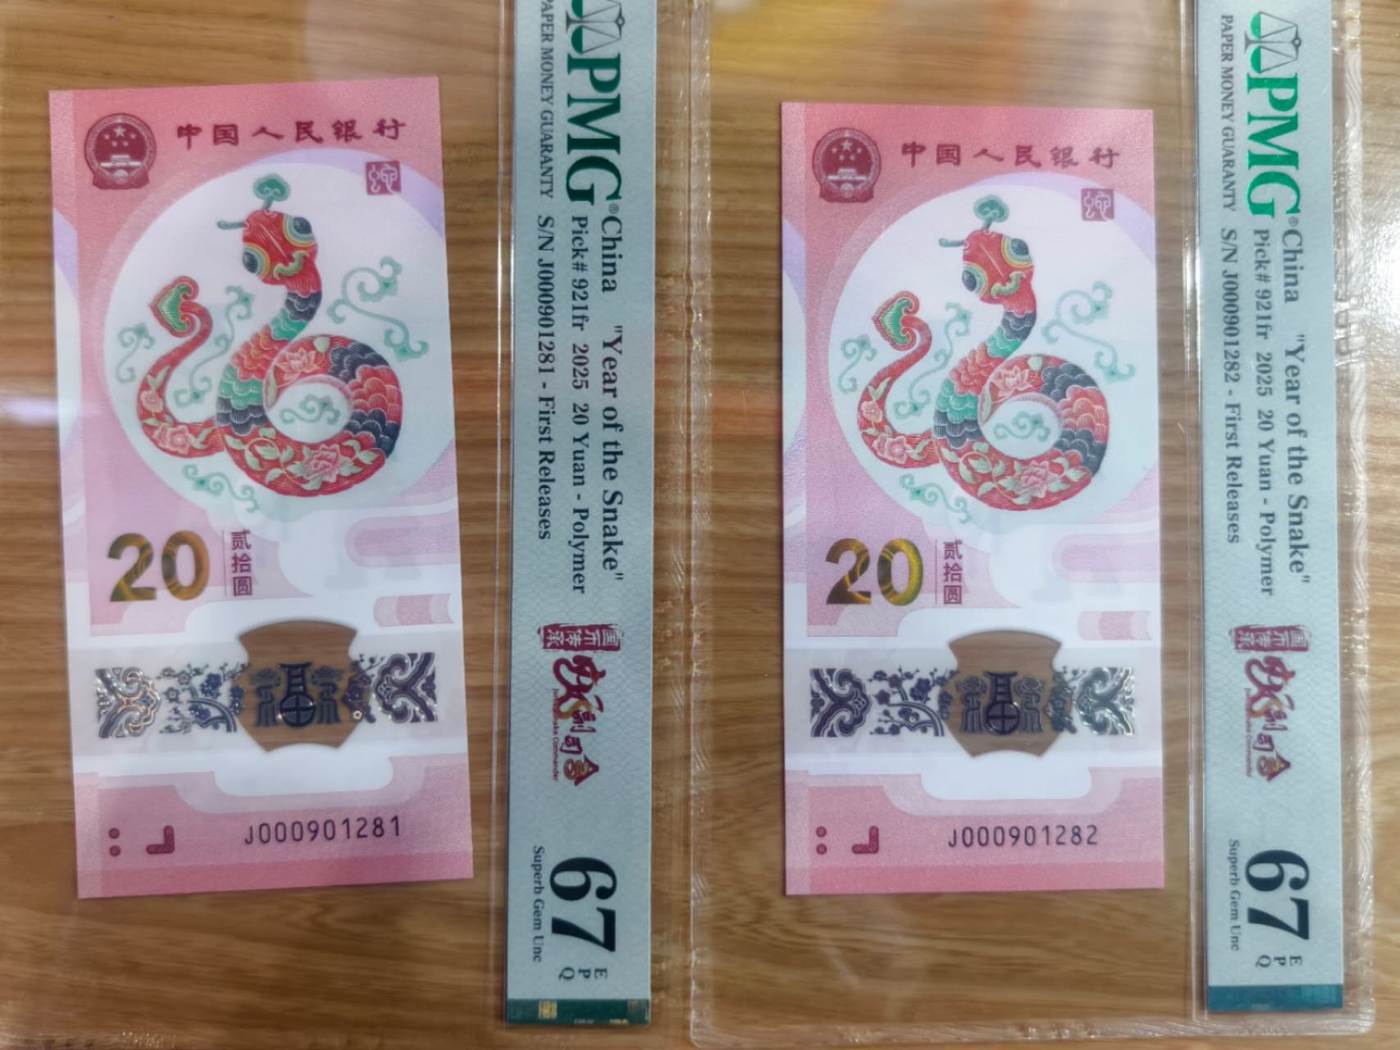 中国人民银行
20
贰拾圆
J000901281
PMG®
PAPER MONEY GUARANTY
China "Year of the Snake"
Pick# 921fr 2025 20 Yuan - Polymer
S/N J000901281 - First Releases
67
EPQ
Superb Gem Unc
中国人民银行
20
贰拾圆
J000901282
PMG®
PAPER MONEY GUARANTY
China "Year of the Snake"
Pick# 921fr 2025 20 Yuan - Polymer
S/N J000901282 - First Releases
67
EPQ
Superb Gem Unc